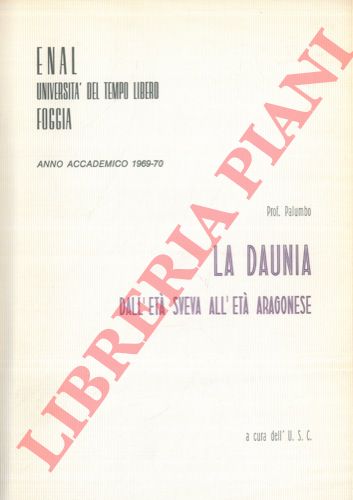 ENAL
UNIVERSITA' DEL TEMPO LIBERO
FOGGIA
ANNO ACCADEMICO 1969-70
Prof. Palumbo
LA DAUNIA
DALL'ETÀ SVEVA ALL'ETÀ ARAGONESE
a cura dell' U. S. C.
LIBRERIA PIANI